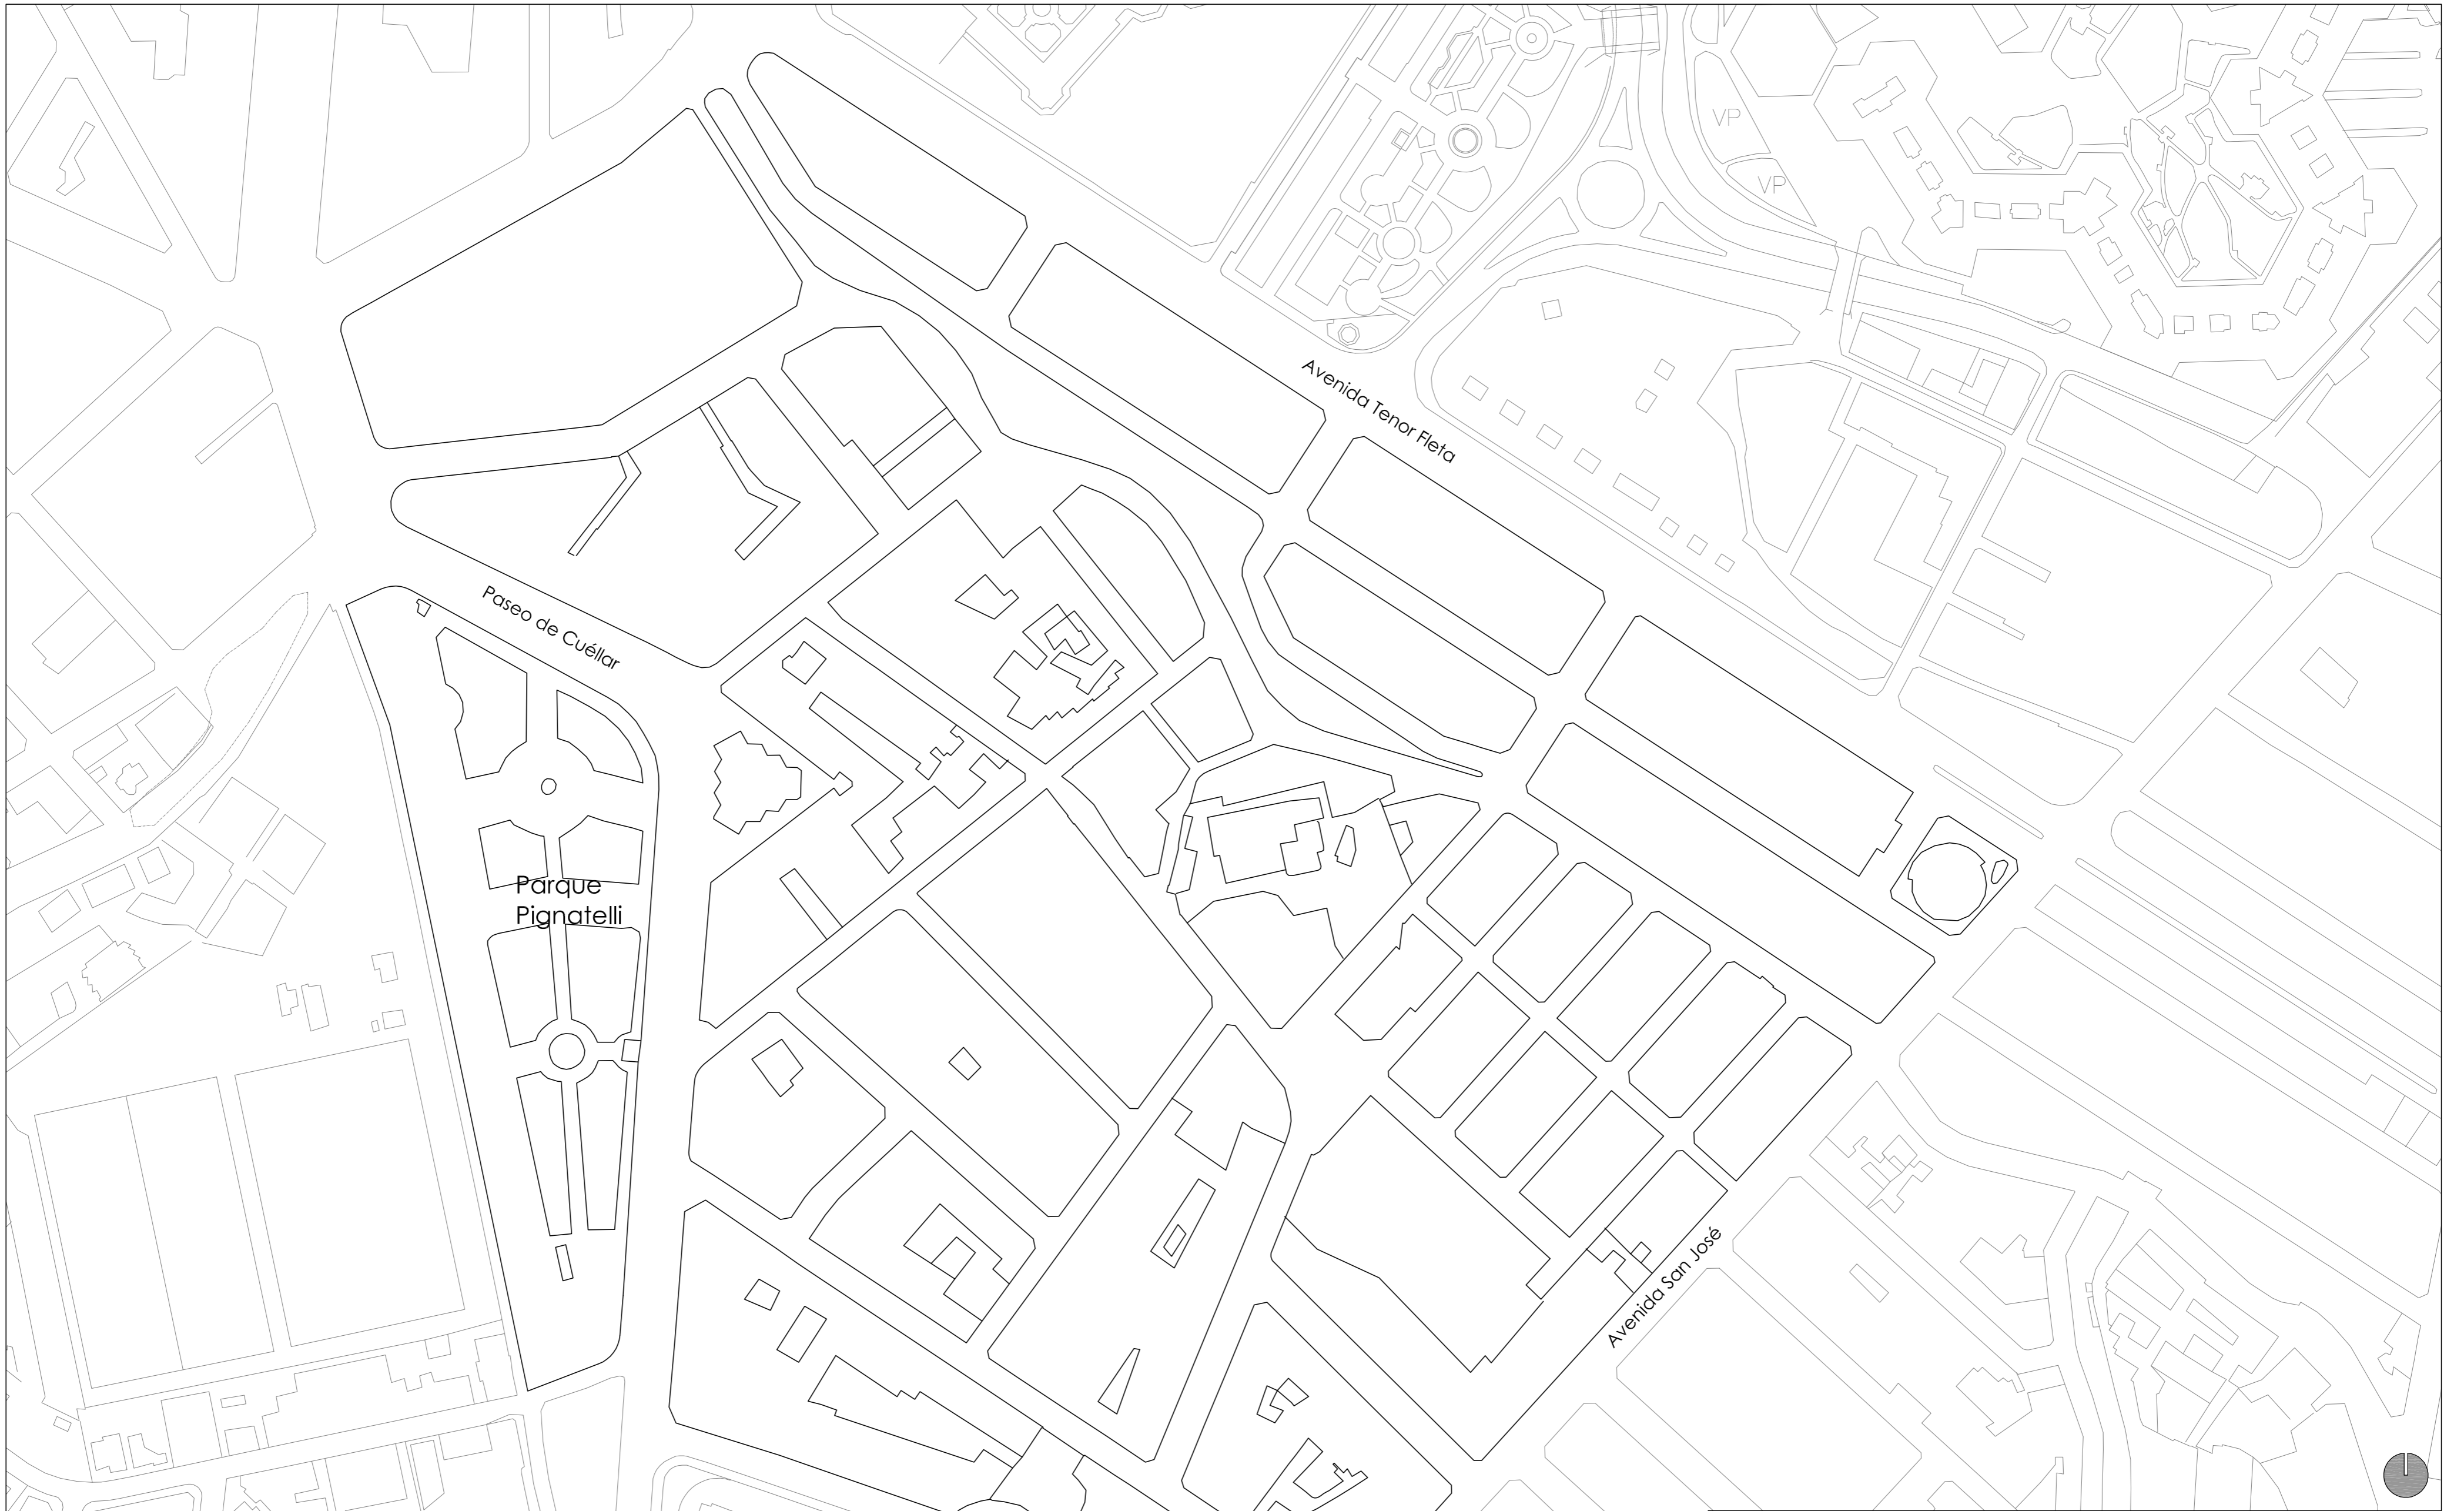 VP
VP
Avenida Tenor Fleta
Paseo de Cuéllar
Parque
Pignatelli
Avenida San José